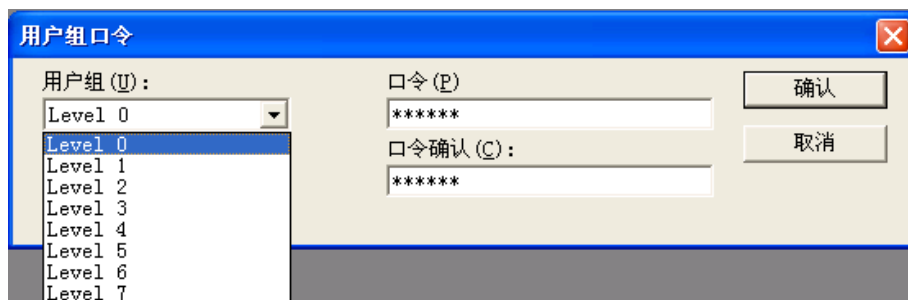 用户组口令
用户组(U):
Level 0
Level 0
Level 1
Level 2
Level 3
Level 4
Level 5
Level 6
Level 7
口令(P)
******
口令确认(C):
******
确认
取消